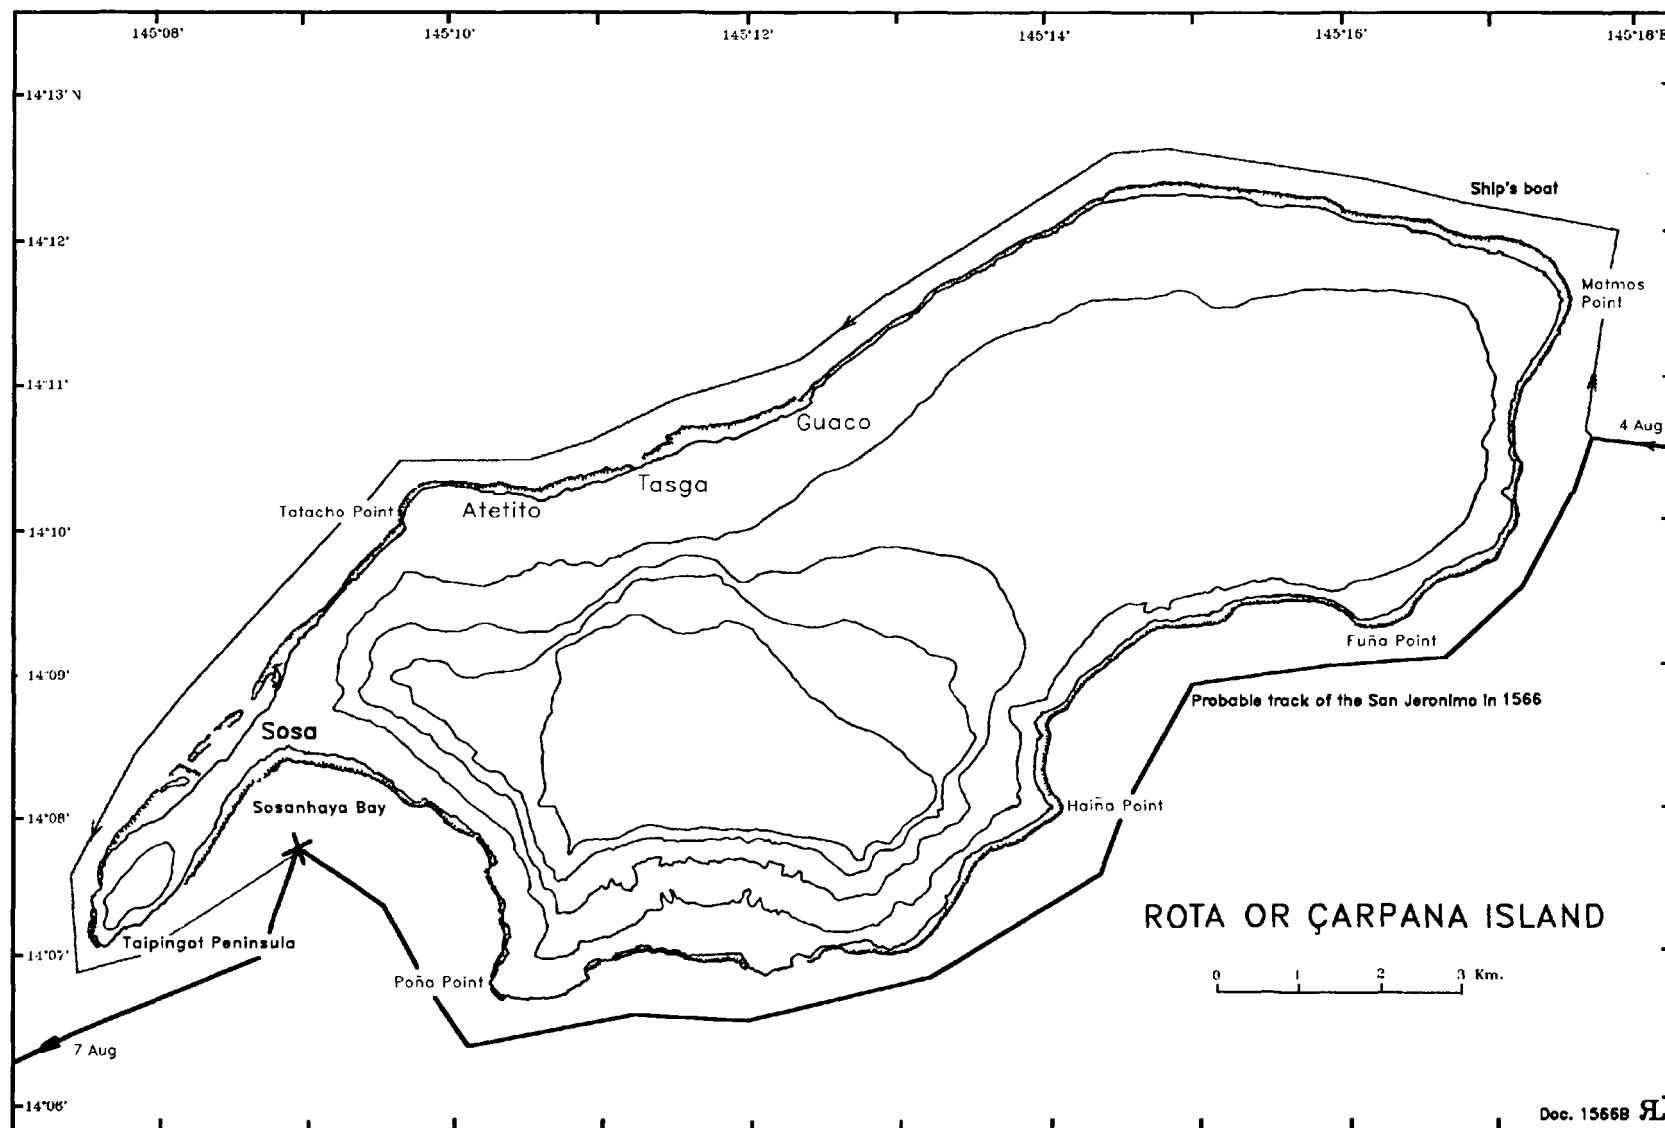 145°08'
145°10'
145°12'
145°14'
145°16'
145°18'E
14°13'N
Ship's boat
14°12'
Matmos
Point
14°11'
Guaco
4 Aug
Tasga
Atetito
Tatacho Point
14°10'
Fuña Point
14°09'
Probable track of the San Jeronimo in 1566
Sosa
Sosanhaya Bay
14°08'
Haiña Point
ROTA OR ÇARPANA ISLAND
Taipingot Peninsula
14°07'
Poña Point
0 1 2 3 Km.
7 Aug
14°06'
Doc. 1566B